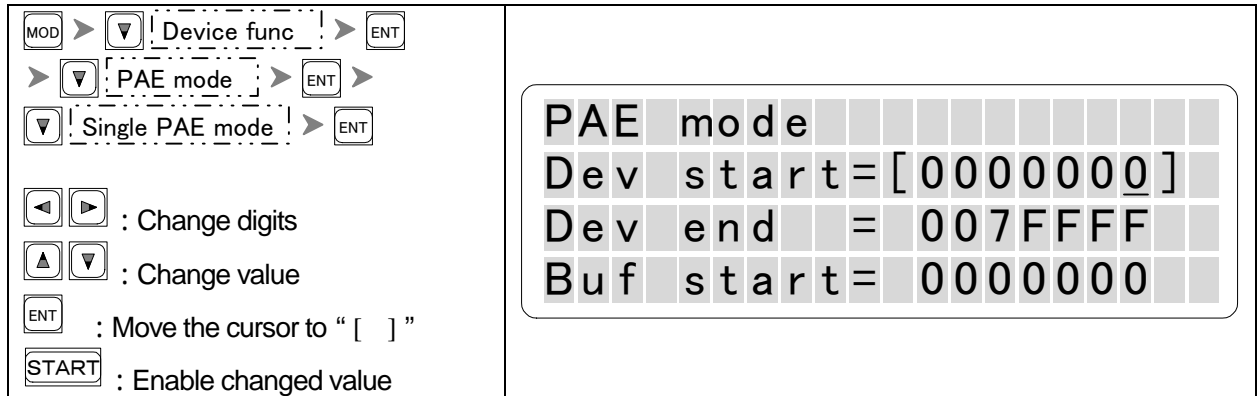 MOD > ▼ Device func > ENT
> ▼ PAE mode > ENT >
▼ Single PAE mode > ENT
◀ ▶ : Change digits
▲ ▼ : Change value
ENT : Move the cursor to “ [   ] ”
START : Enable changed value
PAE mode
Dev start=[0000000]
Dev end = 007FFFF
Buf start= 0000000